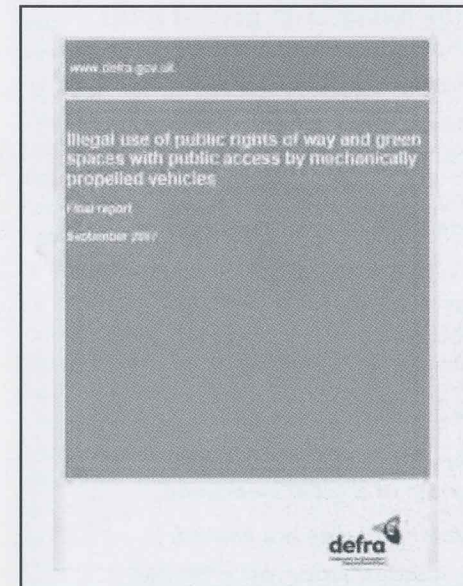 www.defra.gov.uk
Illegal use of public rights of way and green
spaces with public access by mechanically
propelled vehicles
Final report
September 2007
defra